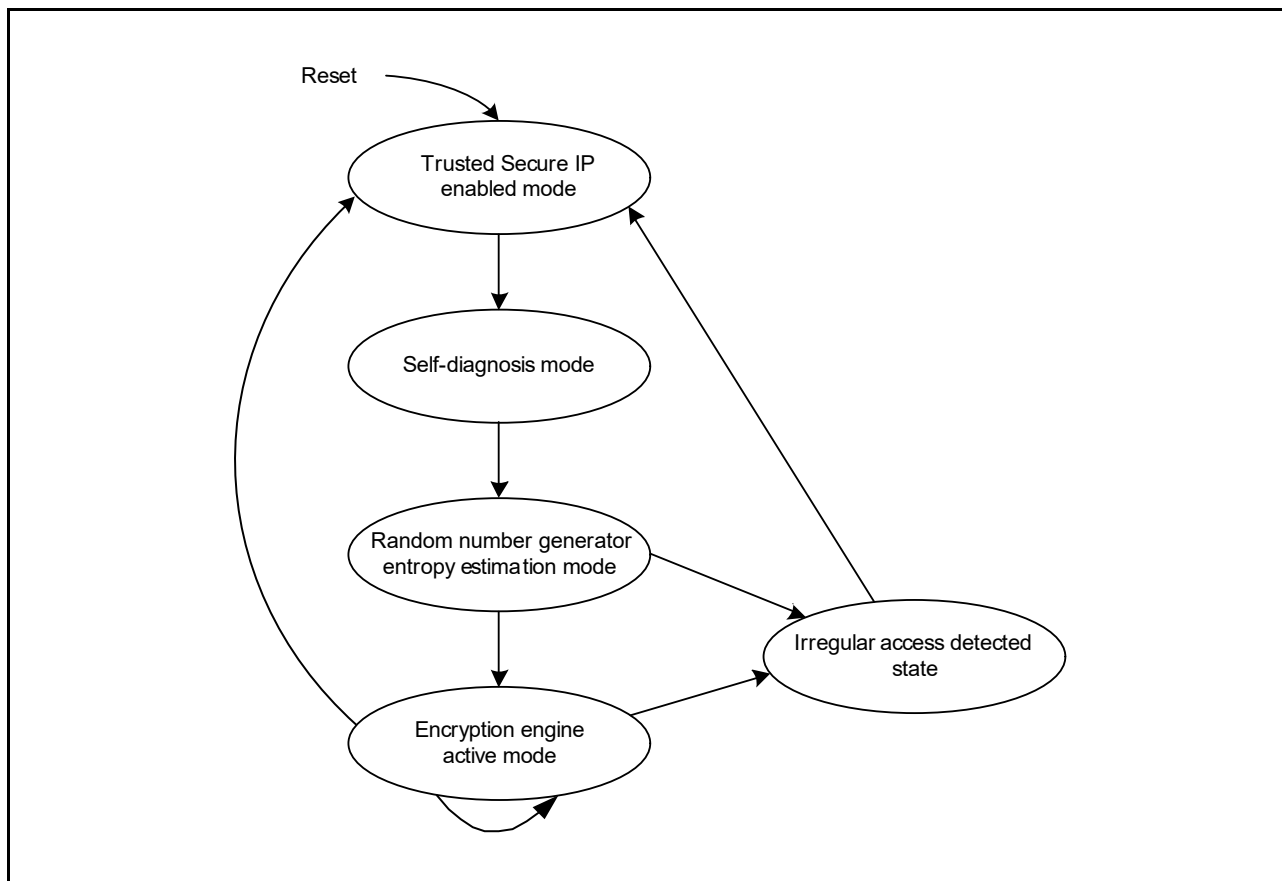 Reset
Trusted Secure IP
enabled mode
Self-diagnosis mode
Random number generator
entropy estimation mode
Irregular access detected
state
Encryption engine
active mode